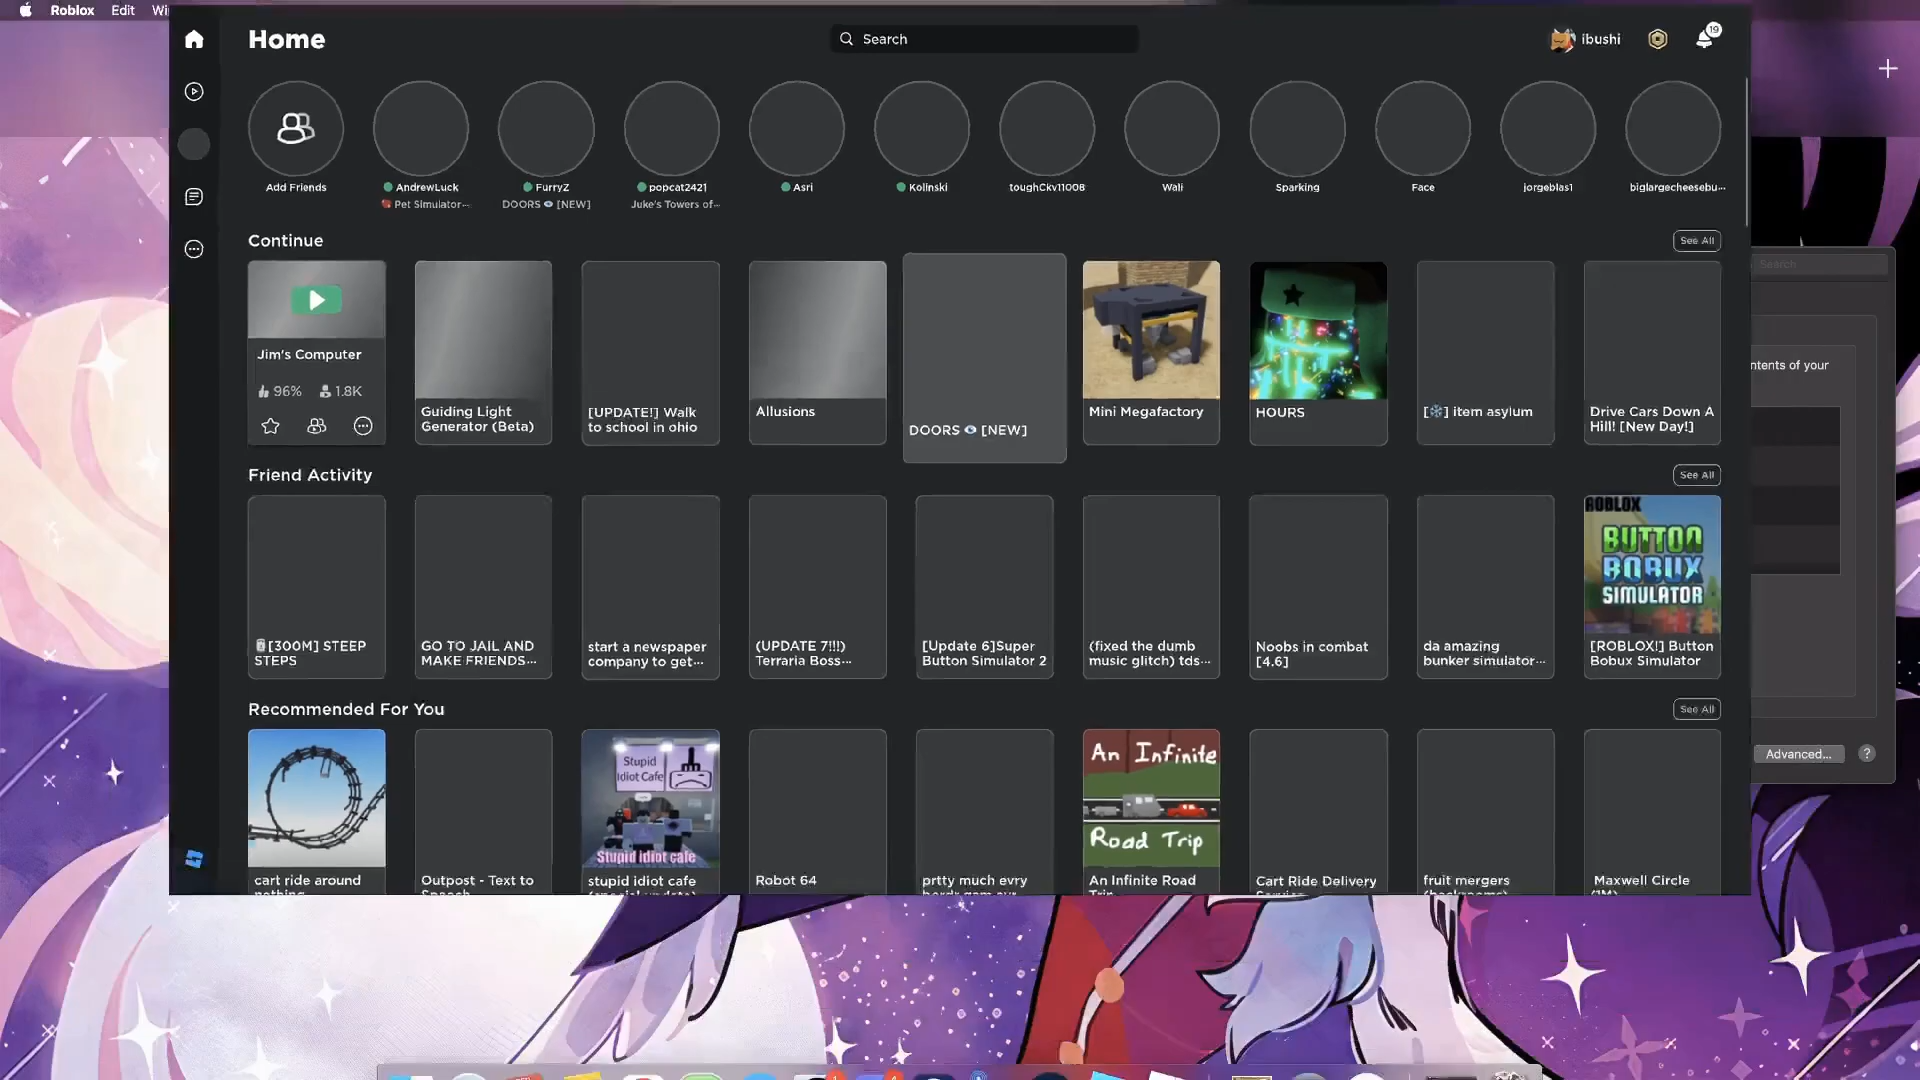 Roblox Edit
Home
Search
ibushi
19
Add Friends
AndrewLuck
FurryZ
popcat2421
Asri
Kolinski
toughCkv11008
Wali
Sparking
Face
jorgeblas1
biglargecheesebu...
Pet Simulator...
DOORS 👁 [NEW]
Juke's Towers of...
Continue
See All
Search
Jim's Computer
96% 1.8K
Guiding Light
Generator (Beta)
[UPDATE!] Walk
to school in ohio
Allusions
DOORS 👁 [NEW]
Mini Megafactory
HOURS
[❄️] item asylum
Drive Cars Down A
Hill! [New Day!]
ntents of your
Friend Activity
See All
[300M] STEEP
STEPS
GO TO JAIL AND
MAKE FRIENDS...
start a newspaper
company to get...
(UPDATE 7!!!)
Terraria Boss...
[Update 6]Super
Button Simulator 2
(fixed the dumb
music glitch) tds...
Noobs in combat
[4.6]
da amazing
bunker simulator...
ROBLOX
BUTTON
BOBUX
SIMULATOR
[ROBLOX!] Button
Bobux Simulator
Recommended For You
See All
Advanced...
?
cart ride around
nothing
Outpost - Text to
Speech
Stupid
Idiot Cafe
Stupid idiot cafe
stupid idiot cafe
Robot 64
prtty much evry
An Infinite
Road Trip
An Infinite Road
Trip
Cart Ride Delivery
Service
fruit mergers
(backrooms)
Maxwell Circle
(1M)